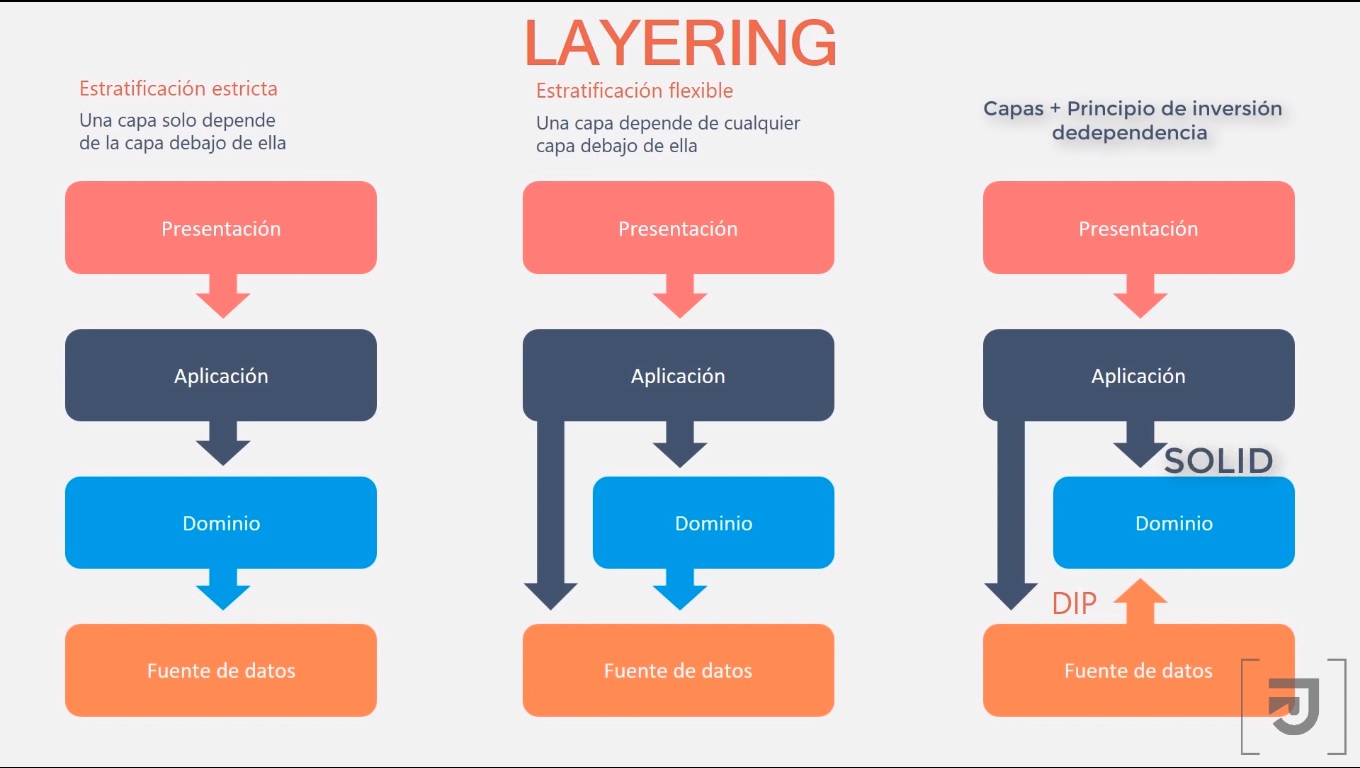 LAYERING
Estratificación estricta
Una capa solo depende
de la capa debajo de ella
Presentación
Aplicación
Dominio
Fuente de datos
Estratificación flexible
Una capa depende de cualquier
capa debajo de ella
Presentación
Aplicación
Dominio
Fuente de datos
Capas + Principio de inversión
dedependencia
Presentación
Aplicación
SOLID
Dominio
DIP
Fuente de datos